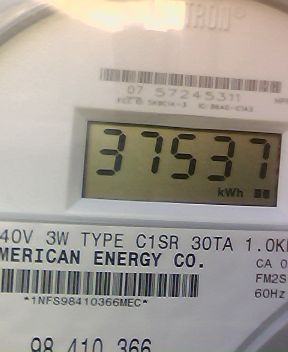 TRON®
07 57245311
37537
kWh
40V 3W TYPE C1SR 30TA 1.0K
MERICAN ENERGY CO.
CA 0
FM2S
60Hz
*1NFS98410366MEC*
98 410 366